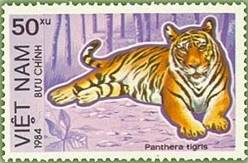 50xu
VIỆT NAM
BƯU CHÍNH
1984
Panthera tigris